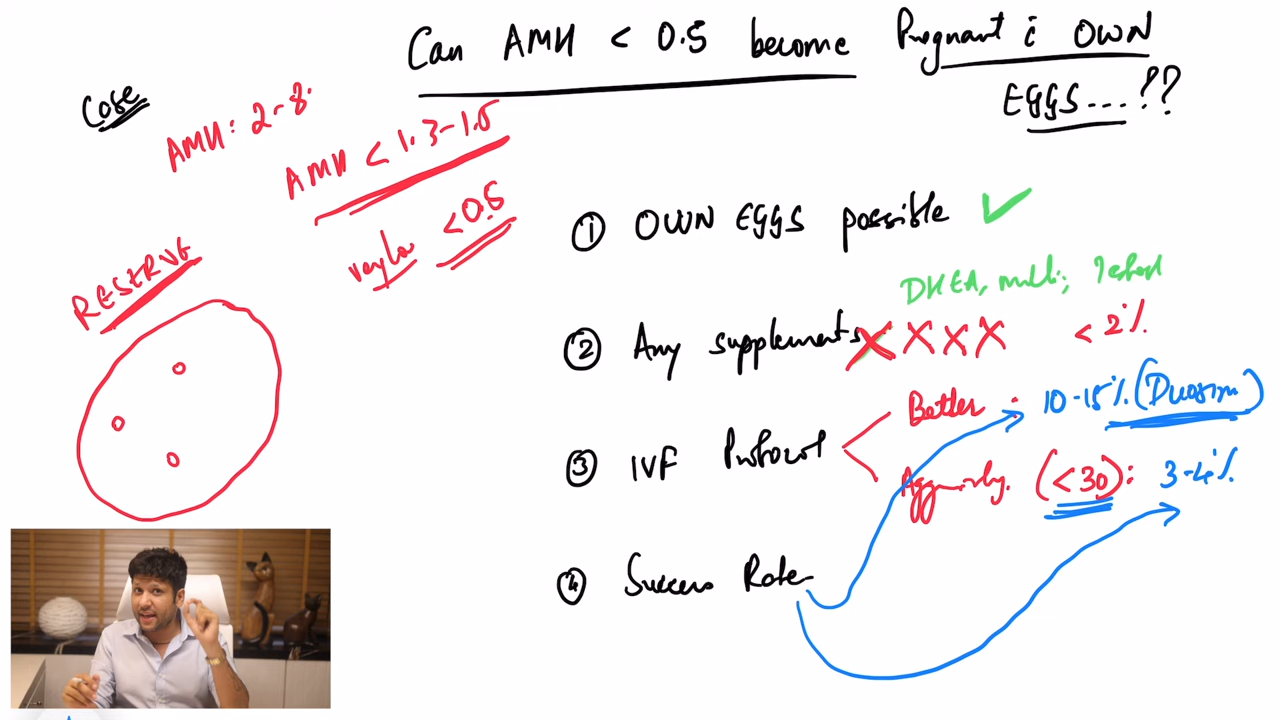 Can AMH < 0.5 become Pregnant c̄ OWN
EGGS...??
Case
AMH: 2-8
AMH < 1.3-1.5
very low < 0.5
RESERVE
① OWN EGGS possible ✓
DHEA, multi;
② Any supplements XXXX < 2%
③ IVF Protocol
Better : 10-15% (Duostim)
(<30): 3-4%
④ Success Rate